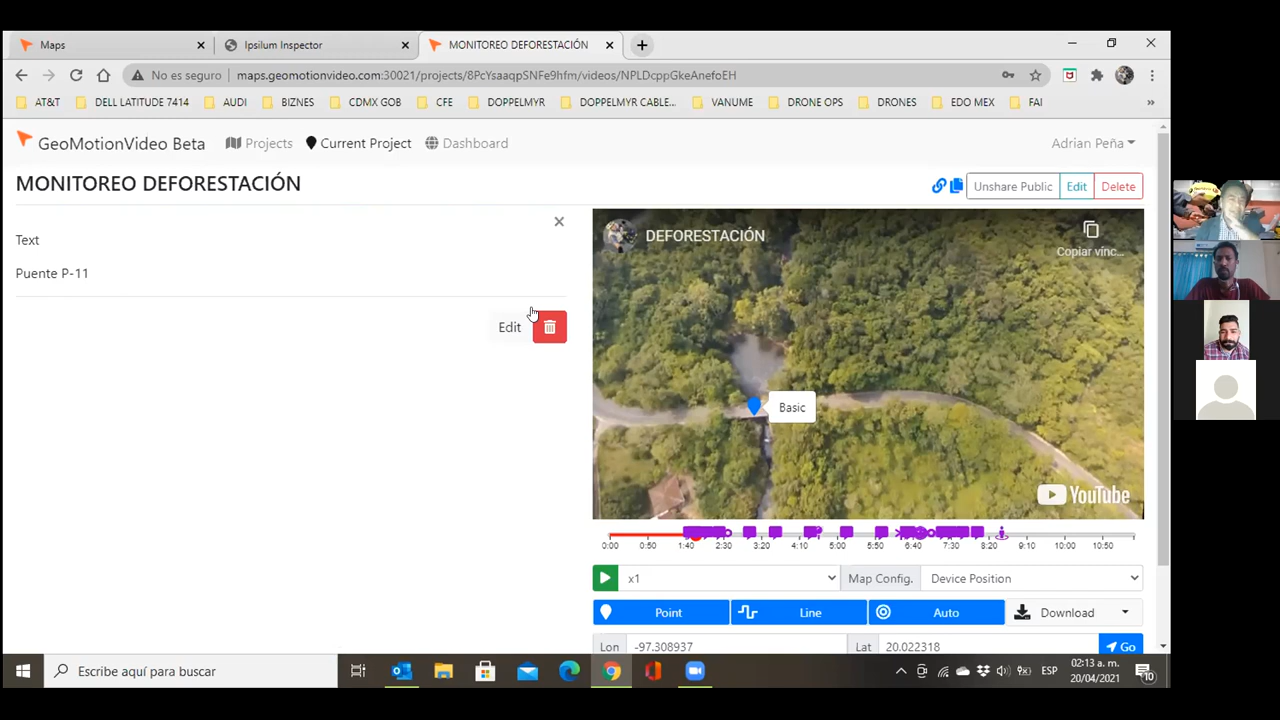 Maps
Ipsilum Inspector
MONITOREO DEFORESTACIÓN
No es seguro maps.geomotionvideo.com:30021/projects/8PcYsaaqpSNFe9hfm/videos/NPLDcppGkeAnefoEH
AT&T DELL LATITUDE 7414 AUDI BIZNES CDMX GOB CFE DOPPELMYR DOPPELMYR CABLE... VANUME DRONE OPS DRONES EDO MEX FAI »
GeoMotionVideo Beta Projects Current Project Dashboard Adrian Peña
MONITOREO DEFORESTACIÓN
Unshare Public Edit Delete
Text
Puente P-11
Edit
DEFORESTACIÓN
Copiar vínc...
Basic
YouTube
0:00 0:50 1:40 2:30 3:20 4:10 5:00 5:50 6:40 7:30 8:20 9:10 10:00 10:50
x1 Map Config. Device Position
Point Line Auto Download
Lon -97.308937 Lat 20.022318 Go
Escribe aquí para buscar
ESP
02:13 a. m.
20/04/2021
10